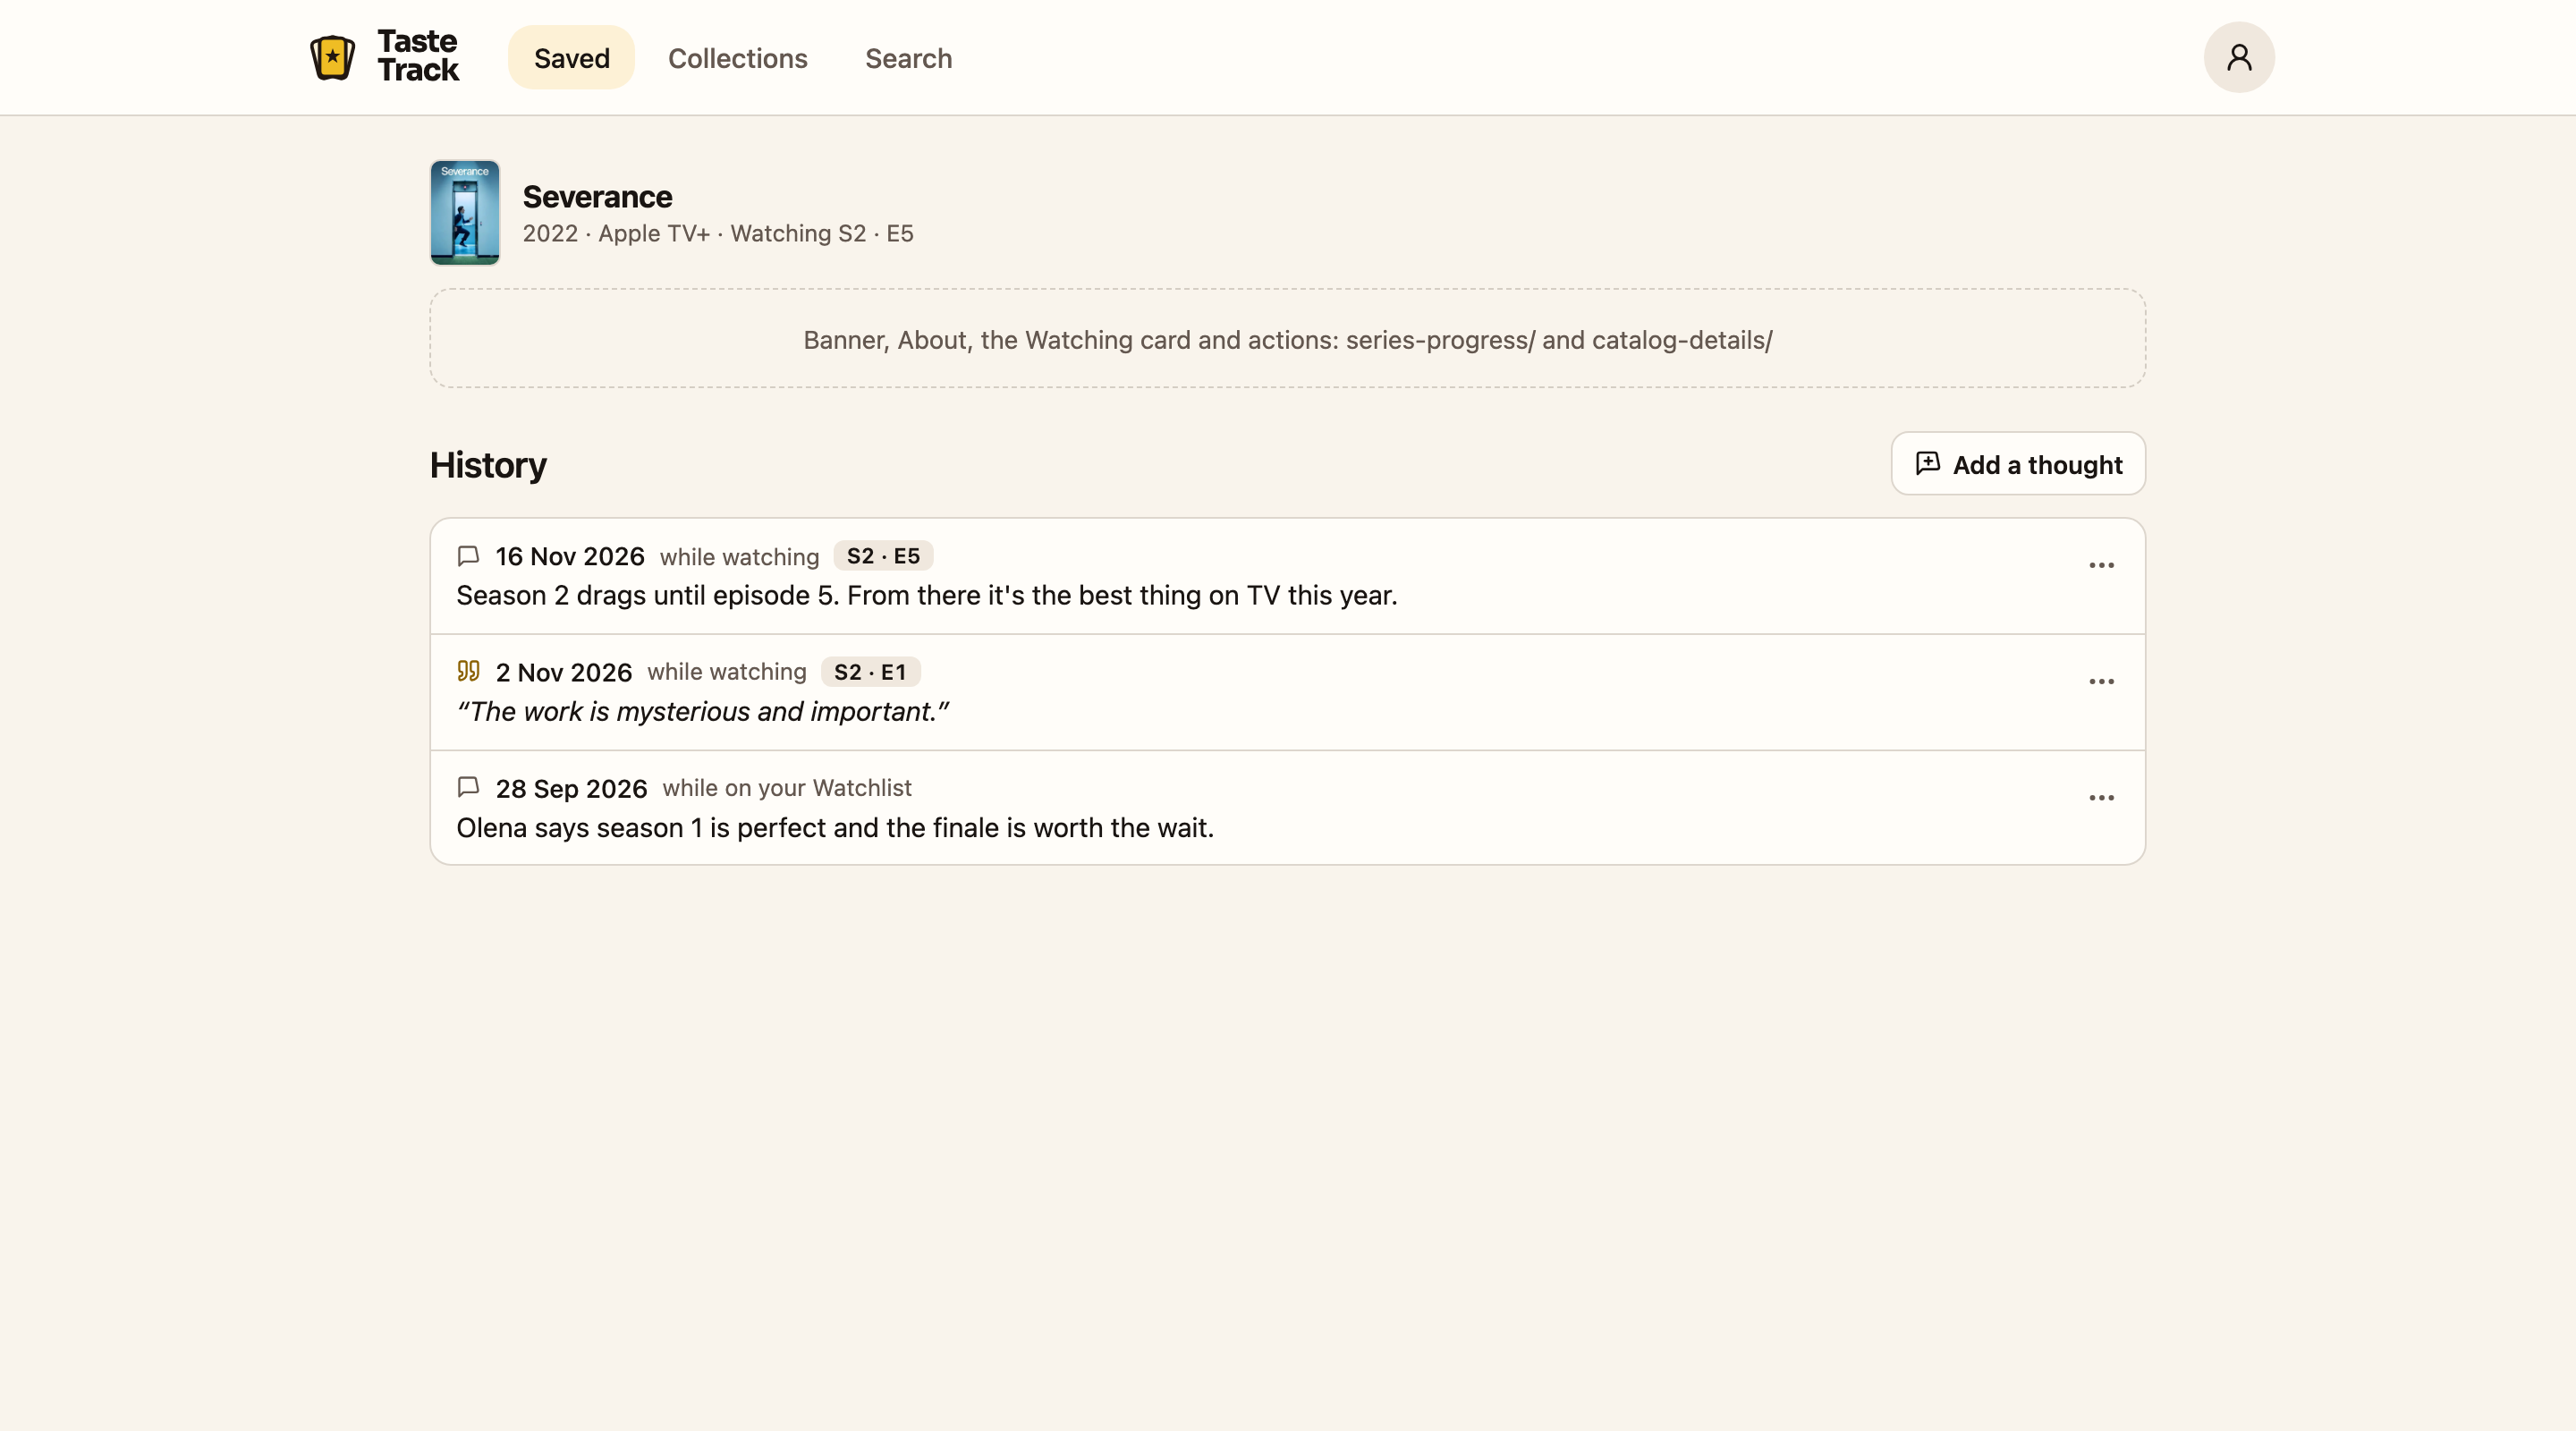 Taste
Track
Saved
Collections
Search
Severance
Severance
2022 · Apple TV+ · Watching S2 · E5
Banner, About, the Watching card and actions: series-progress/ and catalog-details/
History
Add a thought
16 Nov 2026 while watching S2 · E5
Season 2 drags until episode 5. From there it's the best thing on TV this year.
2 Nov 2026 while watching S2 · E1
“The work is mysterious and important.”
28 Sep 2026 while on your Watchlist
Olena says season 1 is perfect and the finale is worth the wait.